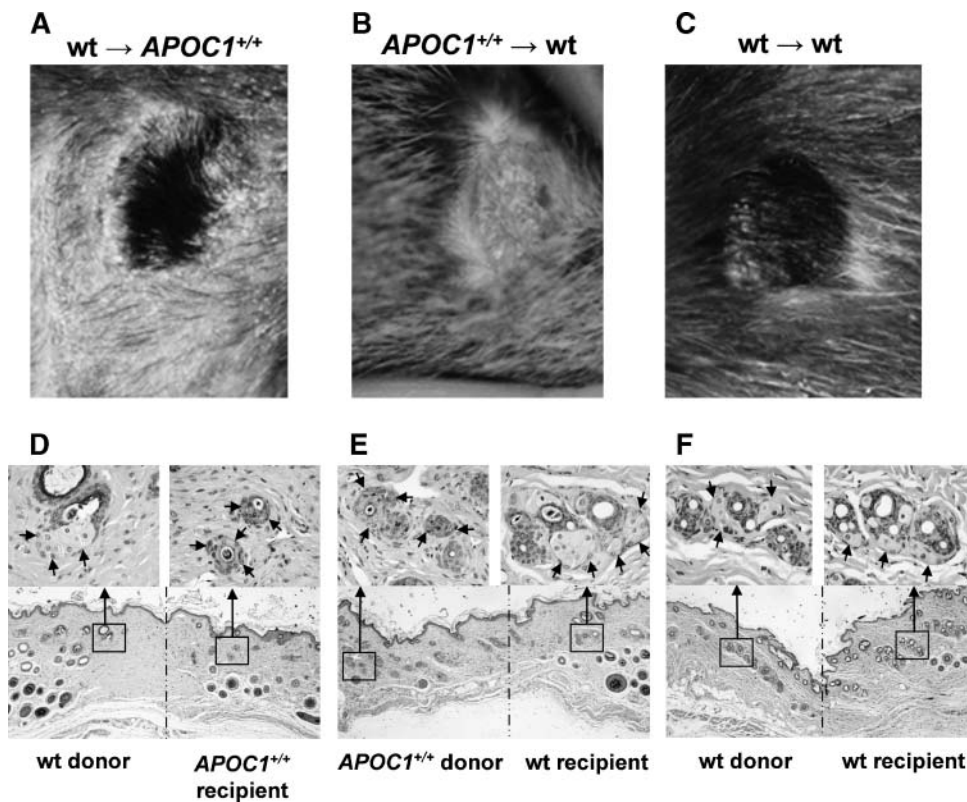 A
wt → APOC1+/+
B
APOC1+/+ → wt
C
wt → wt
D
E
F
wt donor
APOC1+/+
recipient
APOC1+/+ donor
wt recipient
wt donor
wt recipient